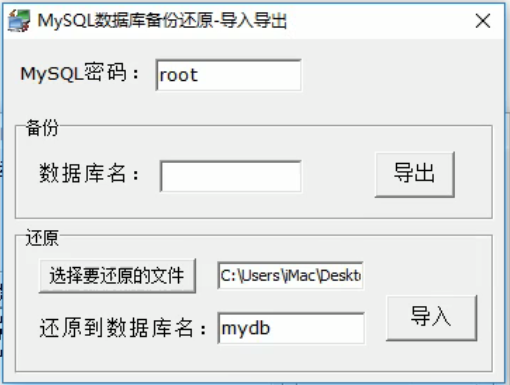 MySQL数据库备份还原-导入导出
MySQL密码： root
备份
数据库名： 导出
还原
选择要还原的文件 C:\Users\iMac\Deskt
还原到数据库名： mydb 导入